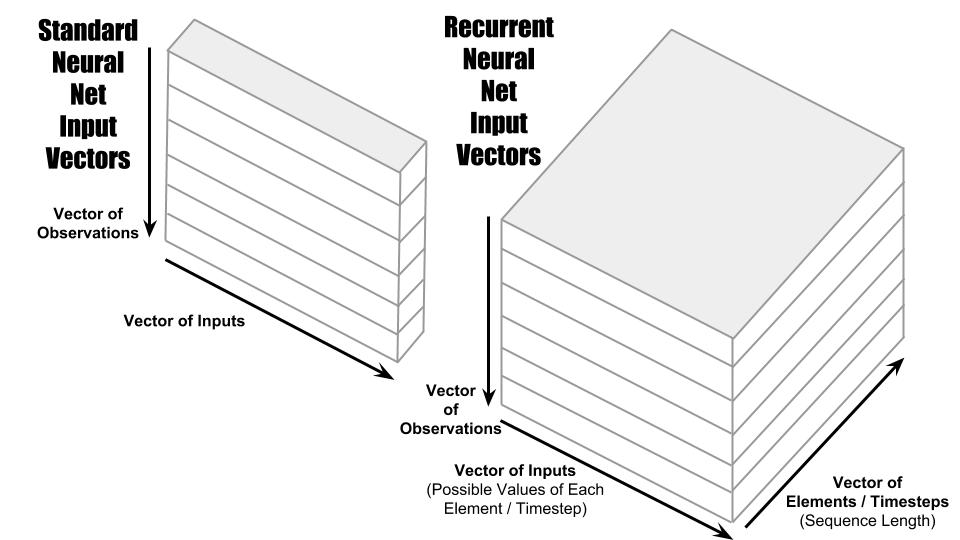 Standard
Neural
Net
Input
Vectors
Vector of
Observations
Vector of Inputs
Recurrent
Neural
Net
Input
Vectors
Vector
of
Observations
Vector of Inputs
(Possible Values of Each
Element / Timestep)
Vector of
Elements / Timesteps
(Sequence Length)